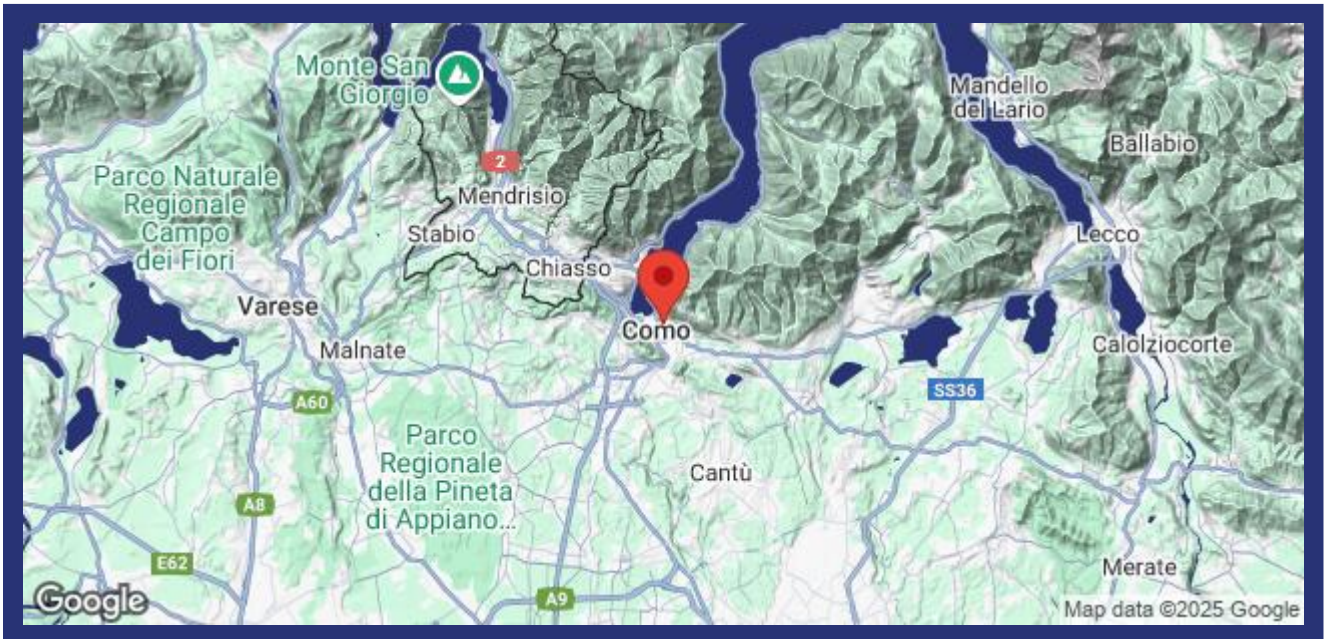 Monte San
Giorgio
Mandello
del Lario
Ballabio
2
Parco Naturale
Regionale
Campo
dei Fiori
Mendrisio
Stabio
Lecco
Chiasso
Varese
Como
Malnate
Calolziocorte
SS36
A60
Parco
Regionale
della Pineta
di Appiano...
Cantù
A8
E62
Merate
A9
Google
Map data ©2025 Google